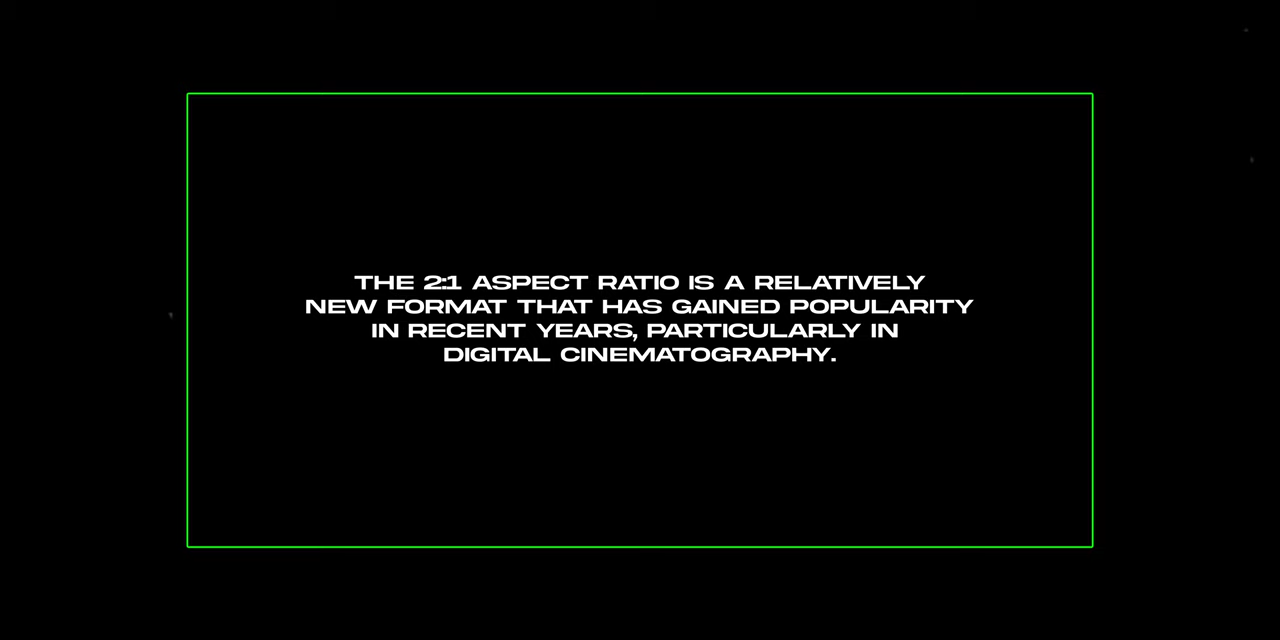 THE 2:1 ASPECT RATIO IS A RELATIVELY
NEW FORMAT THAT HAS GAINED POPULARITY
IN RECENT YEARS, PARTICULARLY IN
DIGITAL CINEMATOGRAPHY.